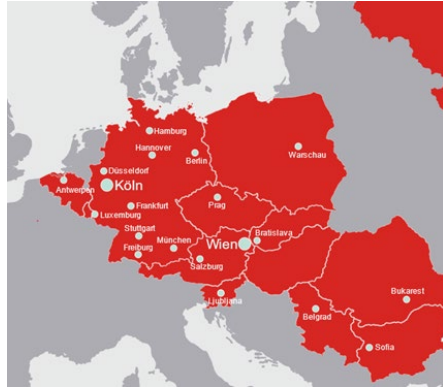 Hamburg
Hannover
Berlin
Warschau
Düsseldorf
Antwerpen
Köln
Prag
Frankfurt
Luxemburg
Stuttgart
Bratislava
München
Wien
Freiburg
Salzburg
Ljubljana
Bukarest
Belgrad
Sofia